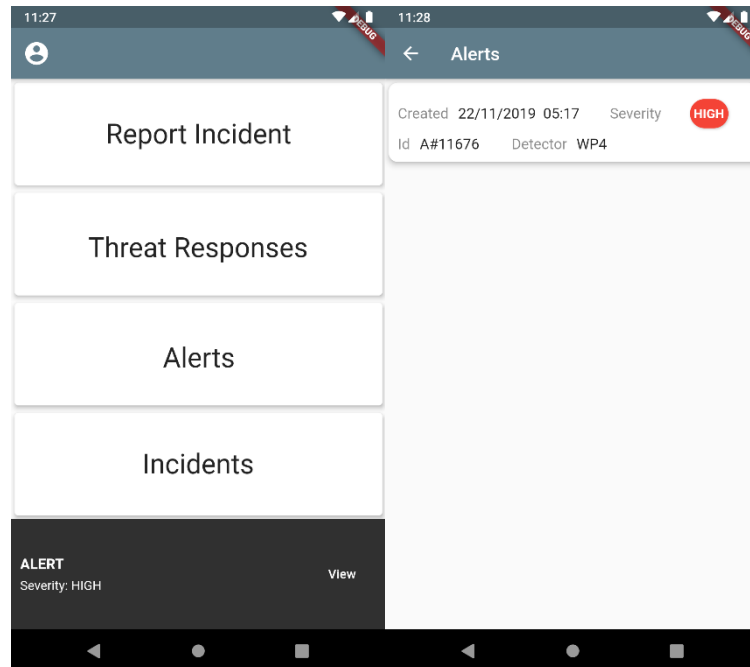 11:27
DEBUG
Report Incident
Threat Responses
Alerts
Incidents
ALERT
Severity: HIGH
View
11:28
DEBUG
Alerts
Created 22/11/2019 05:17 Severity HIGH
Id A#11676 Detector WP4